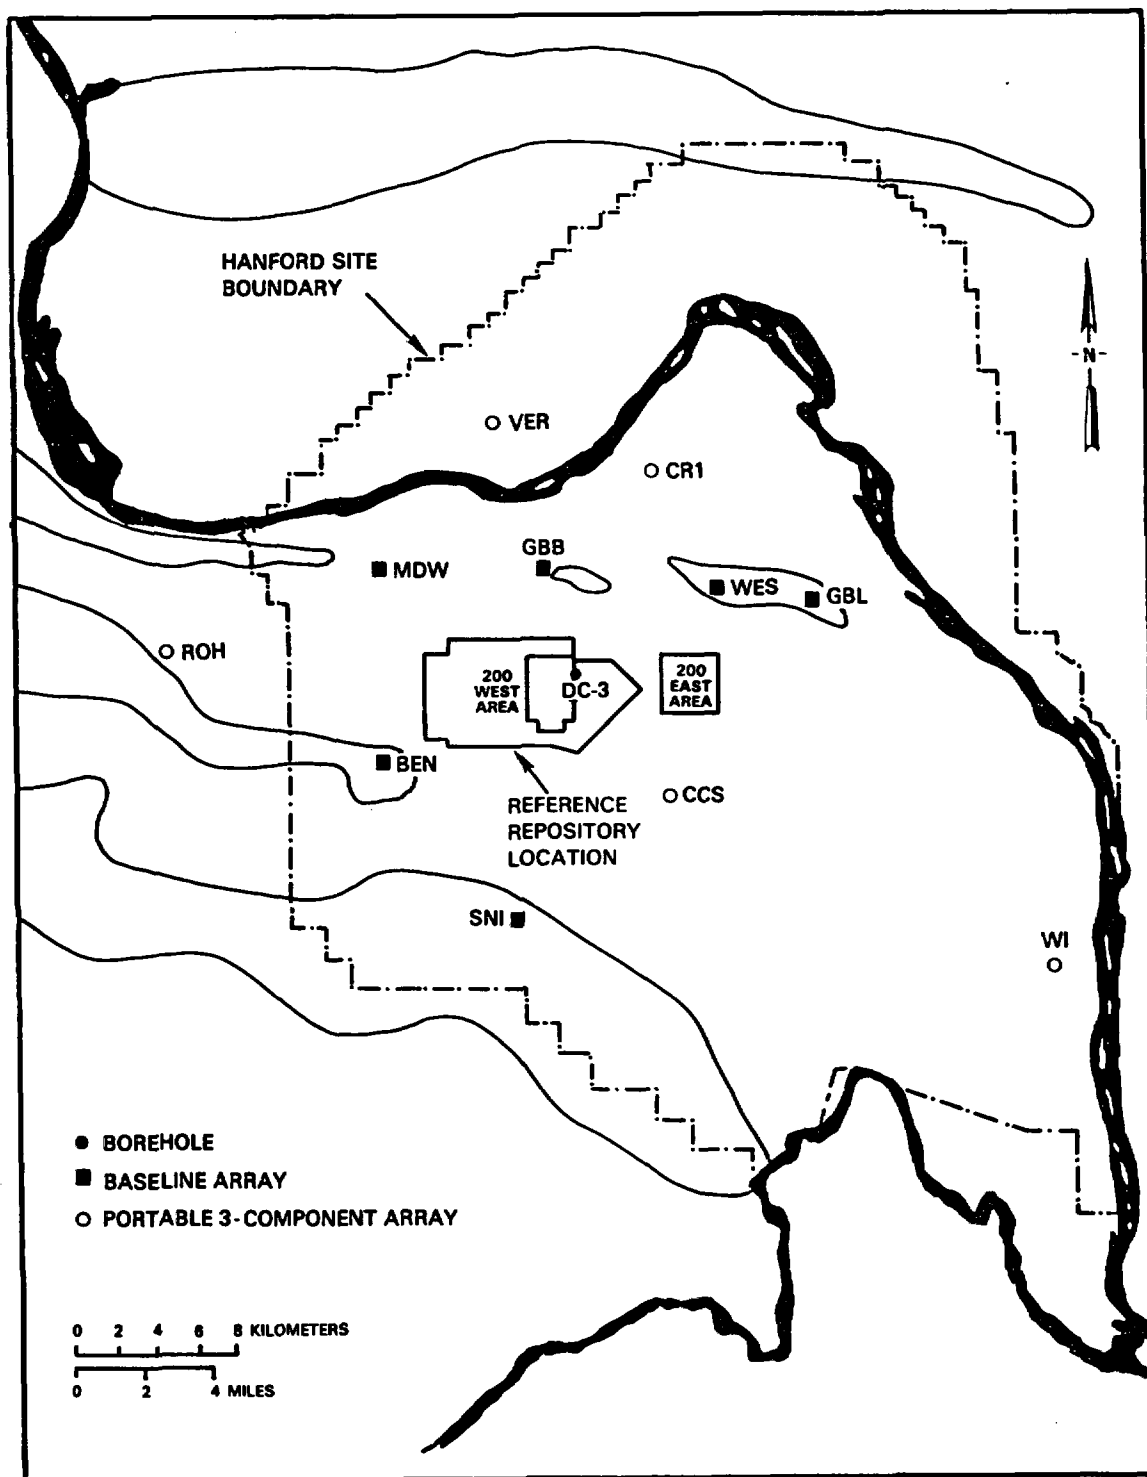 HANFORD SITE
BOUNDARY
-N-
VER
CR1
GBB
MDW
WES
GBL
ROH
200
WEST
AREA
DC-3
200
EAST
AREA
BEN
CCS
REFERENCE
REPOSITORY
LOCATION
SNI
WI
BOREHOLE
BASELINE ARRAY
PORTABLE 3-COMPONENT ARRAY
0 2 4 6 8 KILOMETERS
0 2 4 MILES